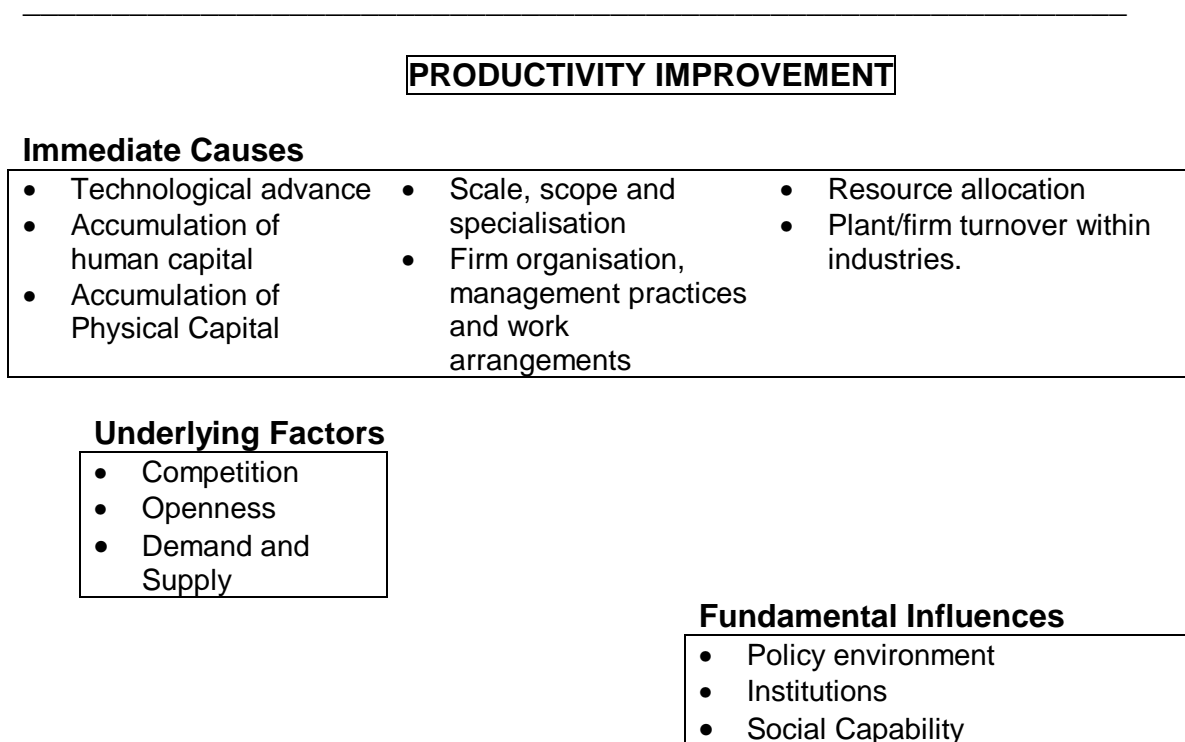 PRODUCTIVITY IMPROVEMENT
Immediate Causes
• Technological advance
• Accumulation of
human capital
• Accumulation of
Physical Capital
• Scale, scope and
specialisation
• Firm organisation,
management practices
and work
arrangements
• Resource allocation
• Plant/firm turnover within
industries.
Underlying Factors
• Competition
• Openness
• Demand and
Supply
Fundamental Influences
• Policy environment
• Institutions
• Social Capability